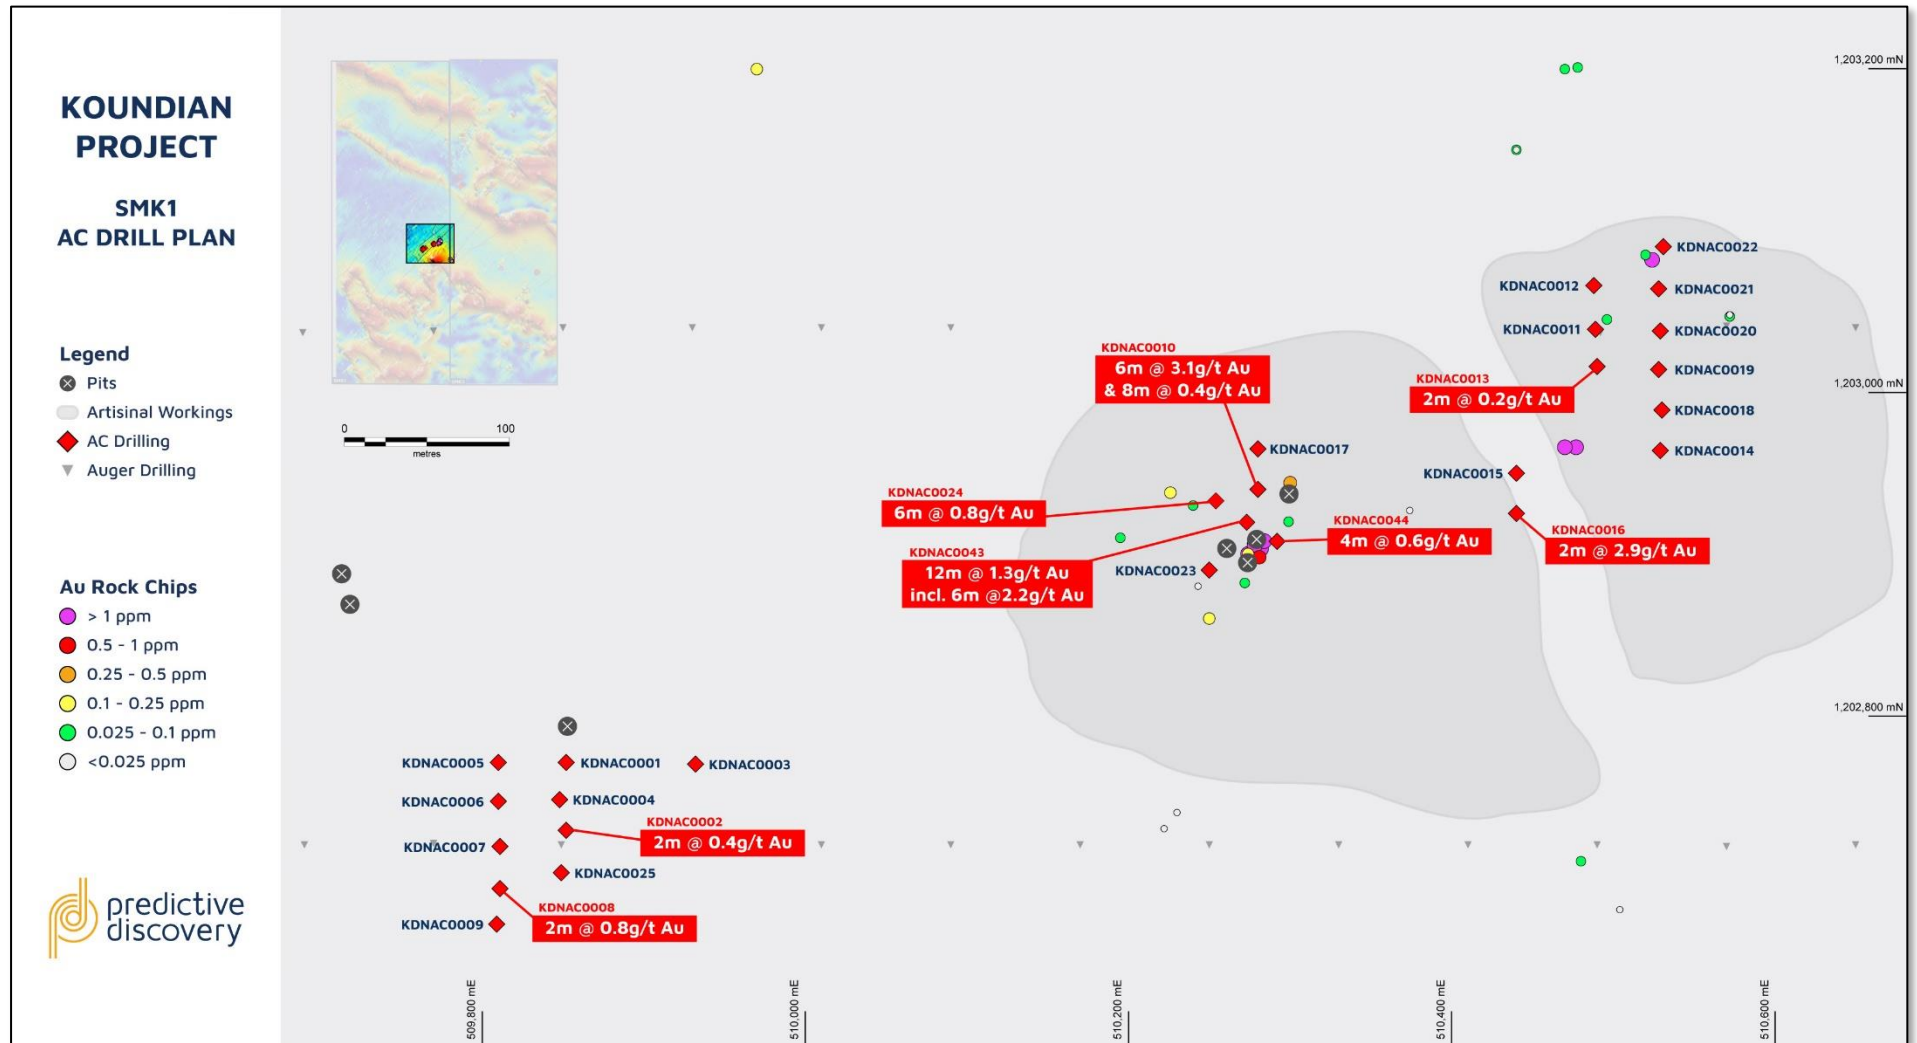 KOUNDIAN
PROJECT
SMK1
AC DRILL PLAN
Legend
Pits
Artisinal Workings
AC Drilling
Auger Drilling
Au Rock Chips
> 1 ppm
0.5 - 1 ppm
0.25 - 0.5 ppm
0.1 - 0.25 ppm
0.025 - 0.1 ppm
<0.025 ppm
predictive
discovery
0 100
metres
1,203,200 mN
KDNAC0022
KDNAC0012
KDNAC0021
KDNAC0011
KDNAC0020
KDNAC0010
6m @ 3.1g/t Au
& 8m @ 0.4g/t Au
KDNAC0019
KDNAC0013
2m @ 0.2g/t Au
1,203,000 mN
KDNAC0018
KDNAC0017
KDNAC0014
KDNAC0015
KDNAC0024
6m @ 0.8g/t Au
KDNAC0044
4m @ 0.6g/t Au
KDNAC0016
2m @ 2.9g/t Au
KDNAC0043
12m @ 1.3g/t Au
incl. 6m @2.2g/t Au
KDNAC0023
1,202,800 mN
KDNAC0005
KDNAC0001
KDNAC0003
KDNAC0006
KDNAC0004
KDNAC0002
2m @ 0.4g/t Au
KDNAC0007
KDNAC0025
KDNAC0008
2m @ 0.8g/t Au
KDNAC0009
509,800 mE
510,000 mE
510,200 mE
510,400 mE
510,600 mE